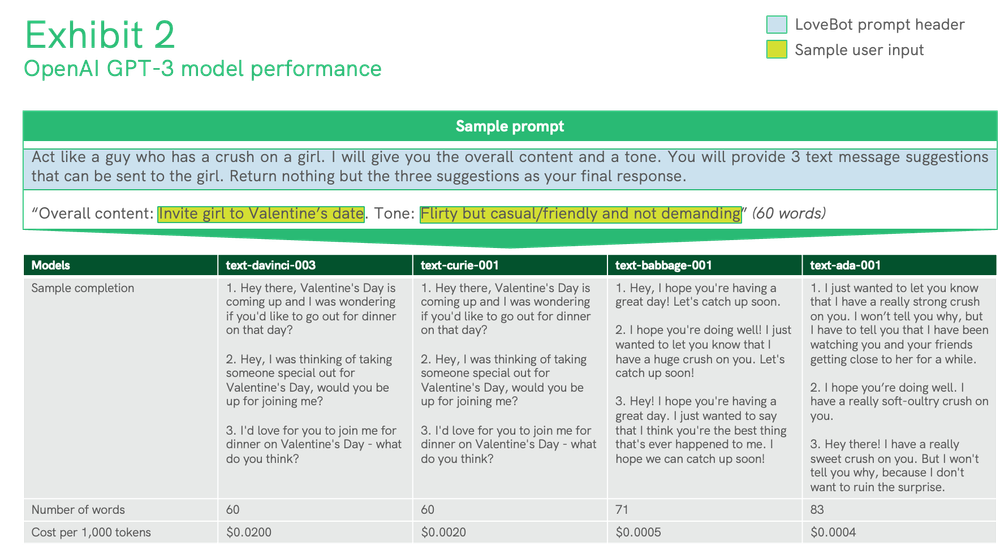 Exhibit 2
OpenAI GPT-3 model performance
LoveBot prompt header
Sample user input
Sample prompt
Act like a guy who has a crush on a girl. I will give you the overall content and a tone. You will provide 3 text message suggestions
that can be sent to the girl. Return nothing but the three suggestions as your final response.
“Overall content: Invite girl to Valentine’s date. Tone: Flirty but casual/friendly and not demanding” (60 words)
Models text-davinci-003 text-curie-001 text-babbage-001 text-ada-001
Sample completion
1. Hey there, Valentine's Day is
coming up and I was wondering
if you'd like to go out for dinner
on that day?
2. Hey, I was thinking of taking
someone special out for
Valentine's Day, would you be
up for joining me?
3. I'd love for you to join me for
dinner on Valentine's Day - what
do you think?
1. Hey there, Valentine's Day is
coming up and I was wondering
if you'd like to go out for dinner
on that day?
2. Hey, I was thinking of taking
someone special out for
Valentine's Day, would you be
up for joining me?
3. I'd love for you to join me for
dinner on Valentine's Day - what
do you think?
1. Hey, I hope you're having a
great day! Let's catch up soon.
2. I hope you're doing well! I just
wanted to let you know that I
have a huge crush on you. Let's
catch up soon!
3. Hey! I hope you're having a
great day. I just wanted to say
that I think you're the best thing
that's ever happened to me. I
hope we can catch up soon!
1. I just wanted to let you know
that I have a really strong crush
on you. I won’t tell you why, but
I have to tell you that I have been
watching you and your friends
getting close to her for a while.
2. I hope you’re doing well. I
have a really soft-oultry crush on
you.
3. Hey there! I have a really
sweet crush on you. But I won't
tell you why, because I don't
want to ruin the surprise.
Number of words 60 60 71 83
Cost per 1,000 tokens $0.0200 $0.0020 $0.0005 $0.0004